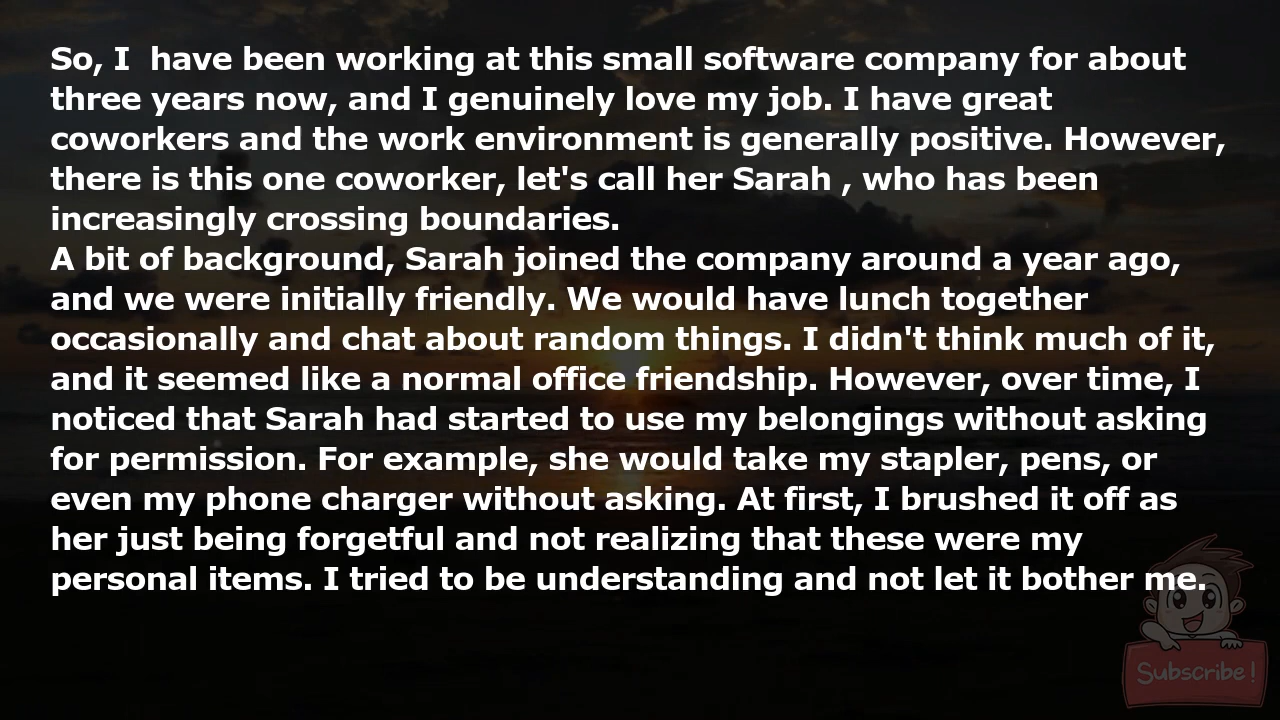 So, I  have been working at this small software company for about
three years now, and I genuinely love my job. I have great
coworkers and the work environment is generally positive. However,
there is this one coworker, let's call her Sarah , who has been
increasingly crossing boundaries.
A bit of background, Sarah joined the company around a year ago,
and we were initially friendly. We would have lunch together
occasionally and chat about random things. I didn't think much of it,
and it seemed like a normal office friendship. However, over time, I
noticed that Sarah had started to use my belongings without asking
for permission. For example, she would take my stapler, pens, or
even my phone charger without asking. At first, I brushed it off as
her just being forgetful and not realizing that these were my
personal items. I tried to be understanding and not let it bother me.
Subscribe!